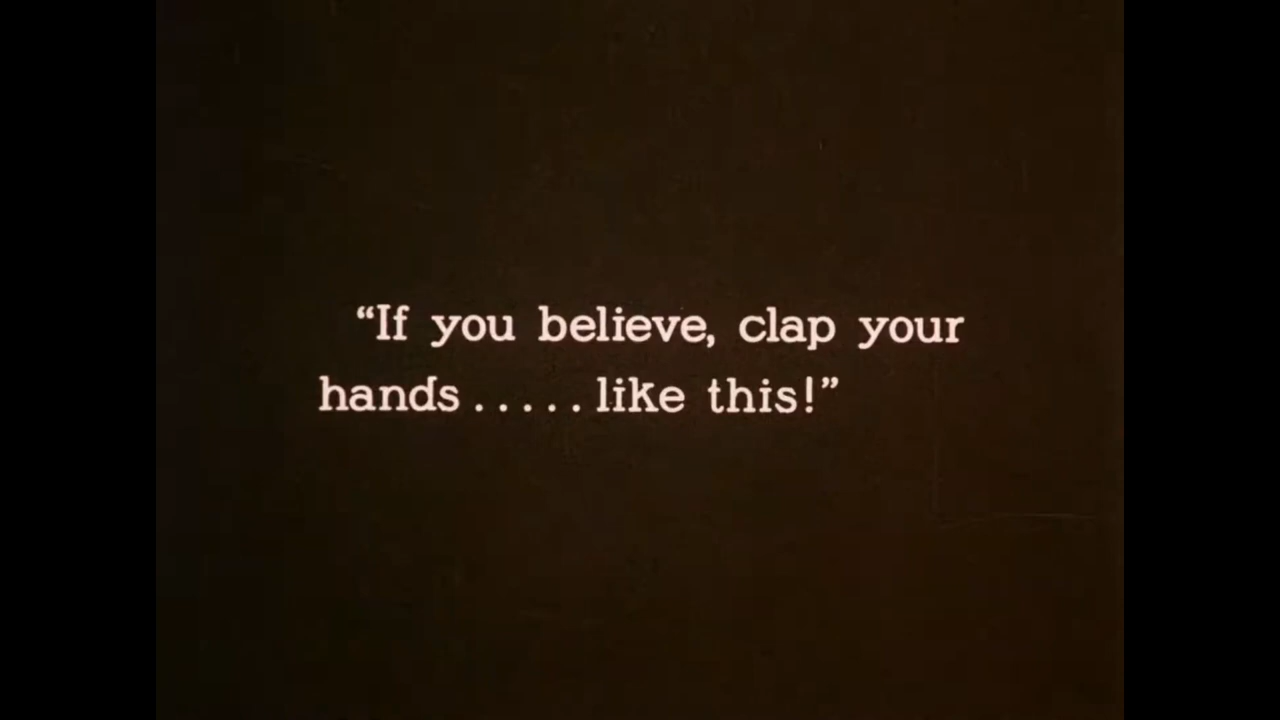 “If you believe, clap your
hands.....like this!”